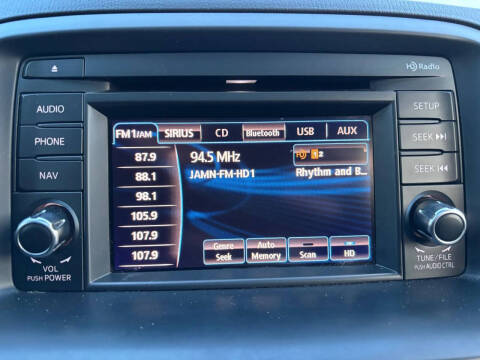 HD Radio
AUDIO
PHONE
NAV
VOL
PUSH POWER
FM1/AM SIRIUS CD Bluetooth USB AUX
87.9
88.1
98.1
105.9
107.9
107.9
94.5 MHz
JAMN-FM-HD1
1 2
Rhythm and B...
Genre Seek
Auto Memory
Scan
HD
SETUP
SEEK
SEEK
TUNE/FILE
PUSH AUDIO CTRL